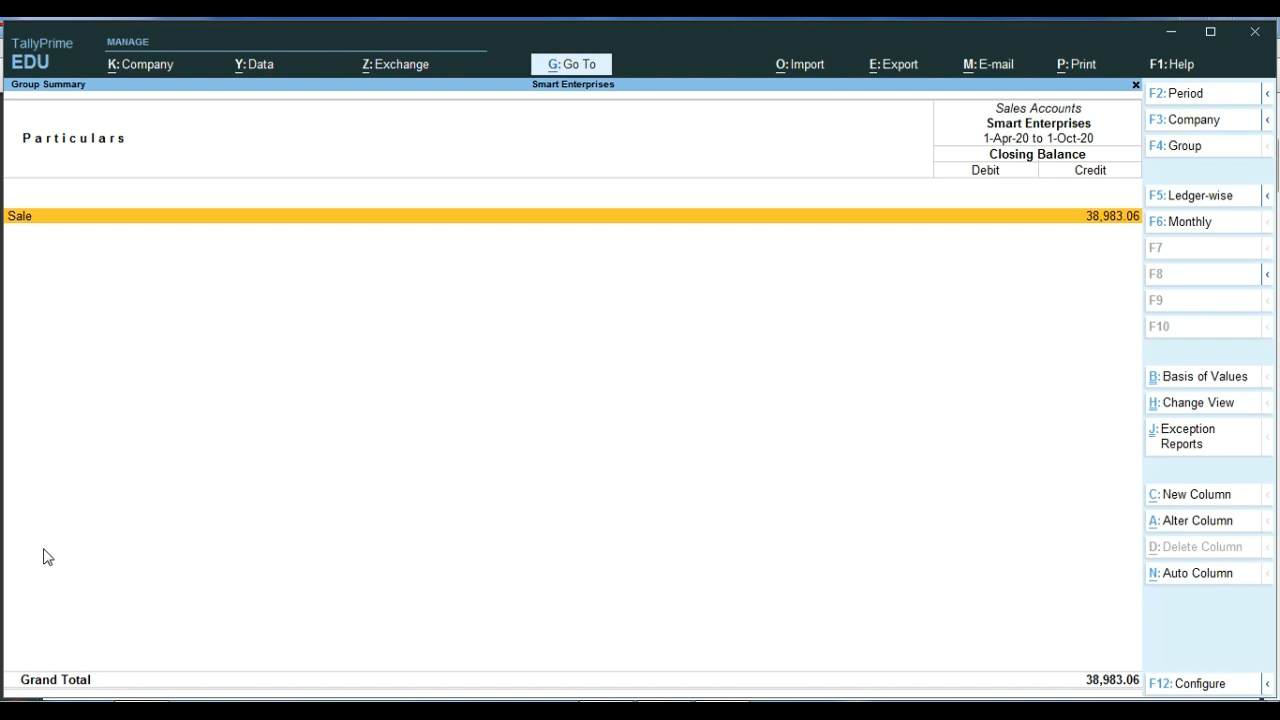 TallyPrime
EDU
MANAGE
K: Company
Y: Data
Z: Exchange
G: Go To
O: Import
E: Export
M: E-mail
P: Print
F1: Help
Group Summary
Smart Enterprises
x
Particulars
Sales Accounts
Smart Enterprises
1-Apr-20 to 1-Oct-20
Closing Balance
Debit
Credit
Sale
38,983.06
Grand Total
38,983.06
F2: Period
F3: Company
F4: Group
F5: Ledger-wise
F6: Monthly
F7
F8
F9
F10
B: Basis of Values
H: Change View
J: Exception
Reports
C: New Column
A: Alter Column
D: Delete Column
N: Auto Column
F12: Configure